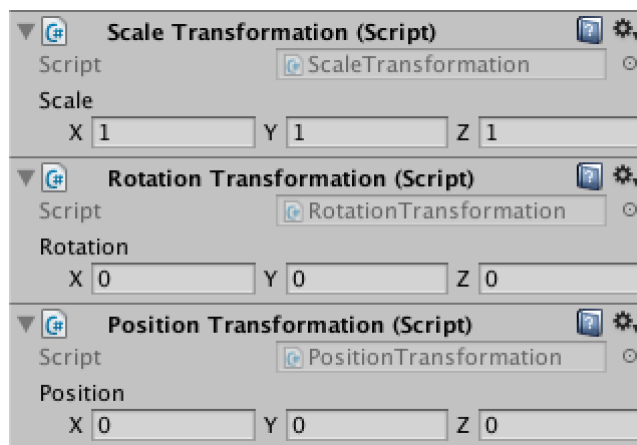 Scale Transformation (Script)
Script ScaleTransformation
Scale
X 1 Y 1 Z 1
Rotation Transformation (Script)
Script RotationTransformation
Rotation
X 0 Y 0 Z 0
Position Transformation (Script)
Script PositionTransformation
Position
X 0 Y 0 Z 0